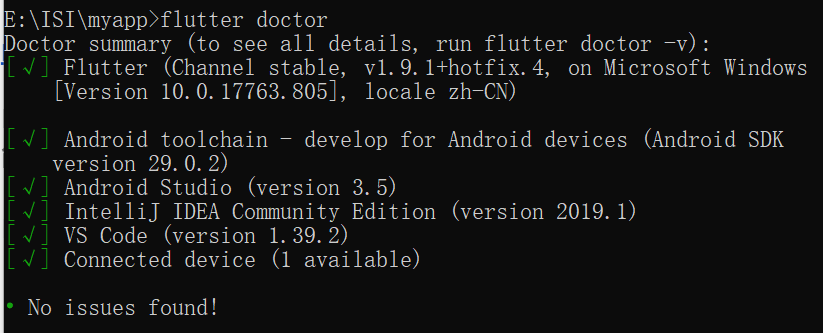 E:\ISI\myapp>flutter doctor
Doctor summary (to see all details, run flutter doctor -v):
[√] Flutter (Channel stable, v1.9.1+hotfix.4, on Microsoft Windows
[Version 10.0.17763.805], locale zh-CN)
[√] Android toolchain - develop for Android devices (Android SDK
version 29.0.2)
[√] Android Studio (version 3.5)
[√] IntelliJ IDEA Community Edition (version 2019.1)
[√] VS Code (version 1.39.2)
[√] Connected device (1 available)
• No issues found!